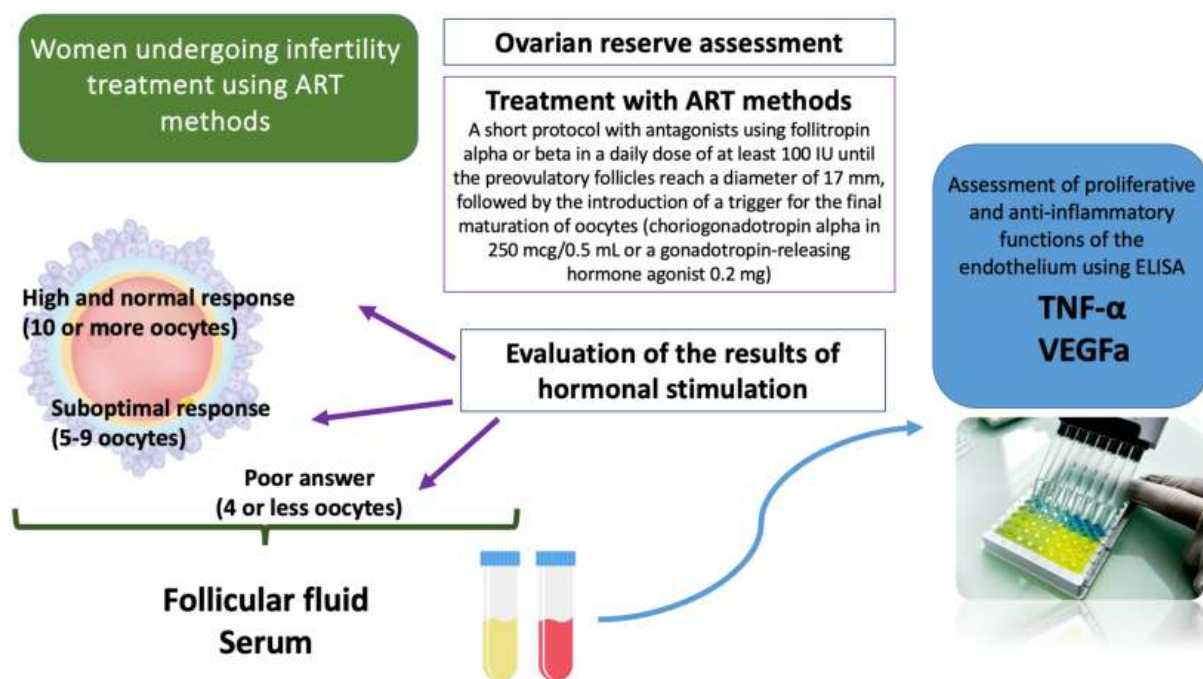 Women undergoing infertility
treatment using ART
methods
Ovarian reserve assessment
Treatment with ART methods
A short protocol with antagonists using follitropin
alpha or beta in a daily dose of at least 100 IU until
the preovulatory follicles reach a diameter of 17 mm,
followed by the introduction of a trigger for the final
maturation of oocytes (choriogonadotropin alpha in
250 mcg/0.5 mL or a gonadotropin-releasing
hormone agonist 0.2 mg)
Evaluation of the results of
hormonal stimulation
High and normal response
(10 or more oocytes)
Suboptimal response
(5-9 oocytes)
Poor answer
(4 or less oocytes)
Follicular fluid
Serum
Assessment of proliferative
and anti-inflammatory
functions of the
endothelium using ELISA
TNF-α
VEGFa